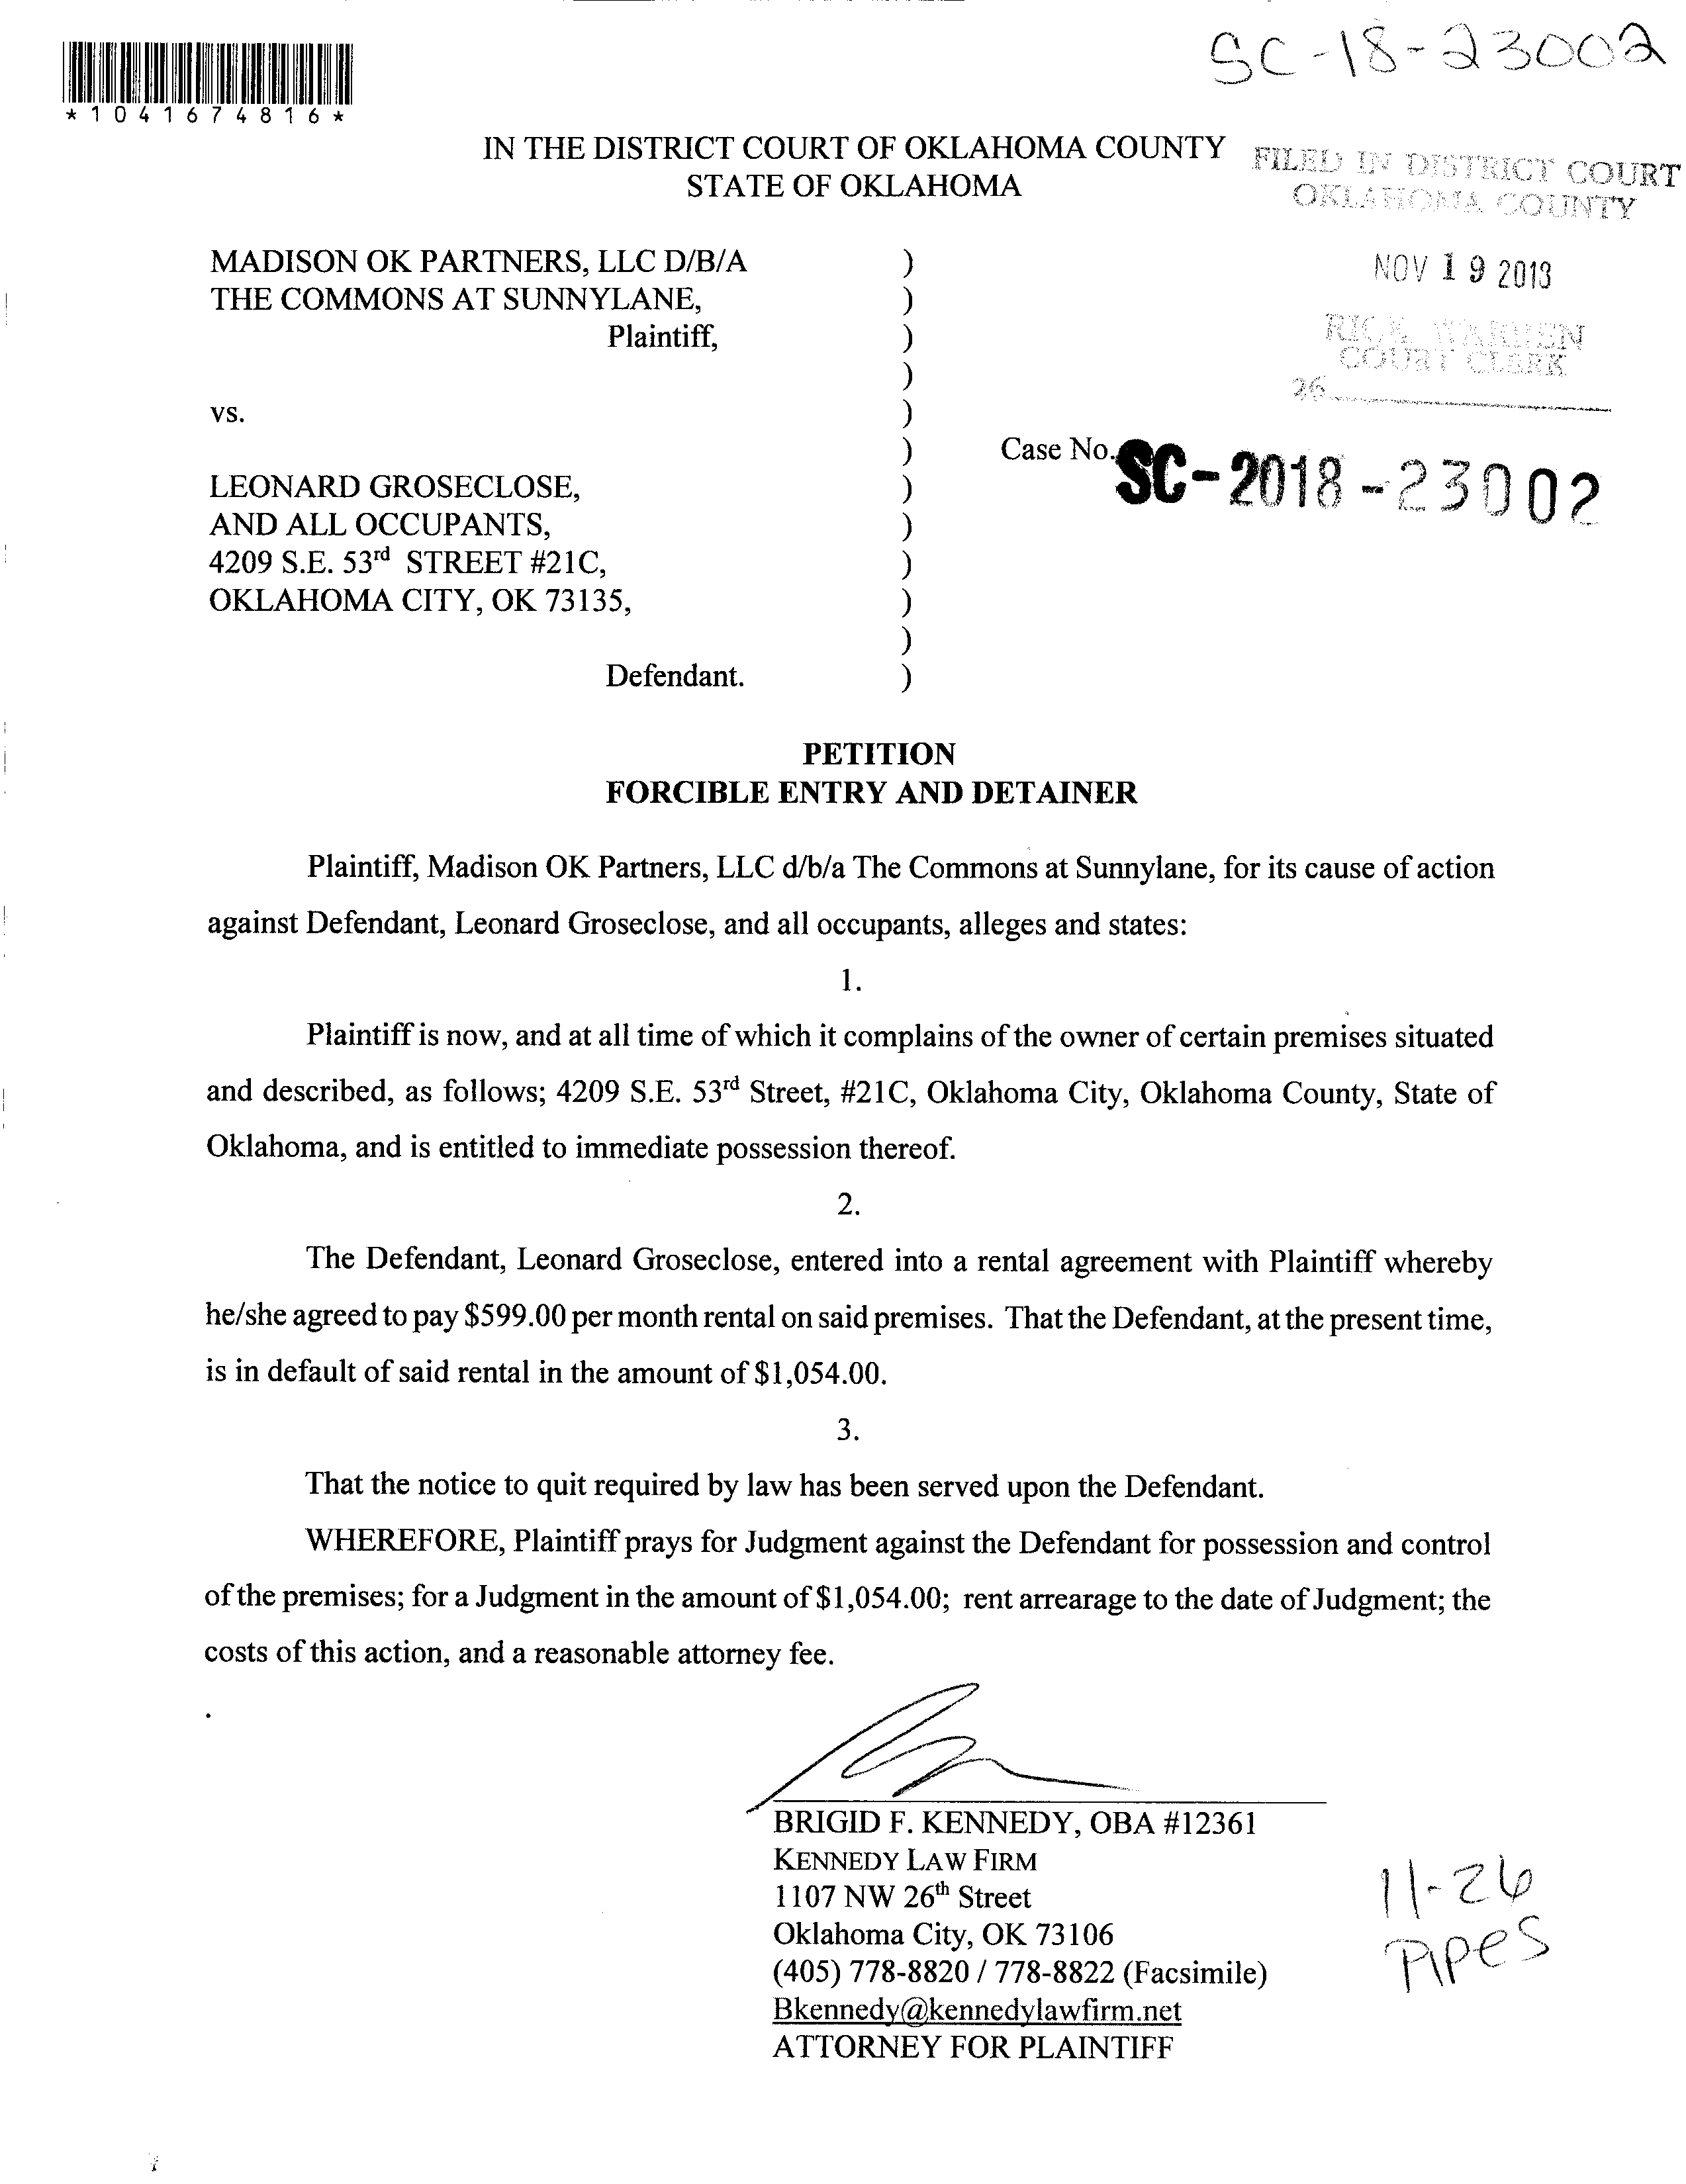 SC-18-23002
*1041674816*
IN THE DISTRICT COURT OF OKLAHOMA COUNTY
STATE OF OKLAHOMA
FILED IN DISTRICT COURT
OKLAHOMA COUNTY
NOV 19 2018
RICK WARREN
COURT CLERK
26
MADISON OK PARTNERS, LLC D/B/A )
THE COMMONS AT SUNNYLANE, )
Plaintiff, )
)
vs. )
)
Case No. SC-2018-23002
LEONARD GROSECLOSE, )
AND ALL OCCUPANTS, )
4209 S.E. 53rd STREET #21C, )
OKLAHOMA CITY, OK 73135, )
)
Defendant. )
PETITION
FORCIBLE ENTRY AND DETAINER
Plaintiff, Madison OK Partners, LLC d/b/a The Commons at Sunnylane, for its cause of action
against Defendant, Leonard Groseclose, and all occupants, alleges and states:
1.
Plaintiff is now, and at all time of which it complains of the owner of certain premises situated
and described, as follows; 4209 S.E. 53rd Street, #21C, Oklahoma City, Oklahoma County, State of
Oklahoma, and is entitled to immediate possession thereof.
2.
The Defendant, Leonard Groseclose, entered into a rental agreement with Plaintiff whereby
he/she agreed to pay $599.00 per month rental on said premises. That the Defendant, at the present time,
is in default of said rental in the amount of $1,054.00.
3.
That the notice to quit required by law has been served upon the Defendant.
WHEREFORE, Plaintiff prays for Judgment against the Defendant for possession and control
of the premises; for a Judgment in the amount of $1,054.00; rent arrearage to the date of Judgment; the
costs of this action, and a reasonable attorney fee.
BRIGID F. KENNEDY, OBA #12361
KENNEDY LAW FIRM
1107 NW 26th Street
Oklahoma City, OK 73106
(405) 778-8820 / 778-8822 (Facsimile)
Bkennedy@kennedylawfirm.net
ATTORNEY FOR PLAINTIFF
11-26
Pipes